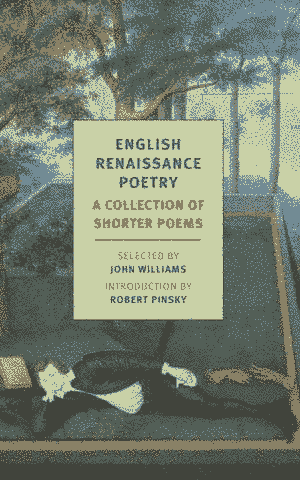 ENGLISH
RENAISSANCE
POETRY
A COLLECTION OF
SHORTER POEMS
SELECTED BY
JOHN WILLIAMS
INTRODUCTION BY
ROBERT PINSKY